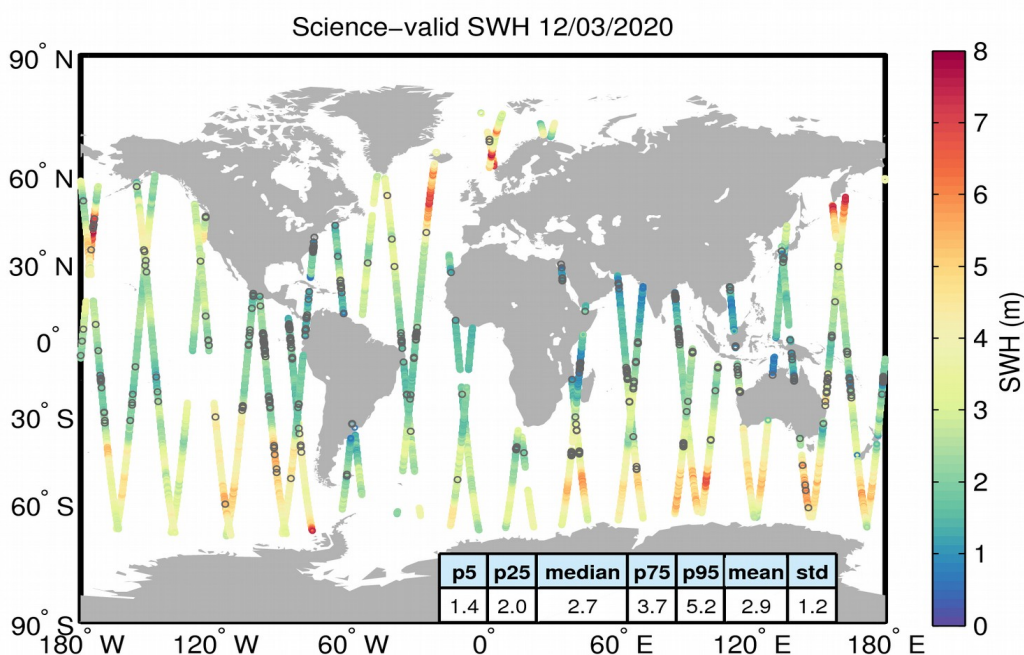 Science−valid SWH 12/03/2020
90° N
60° N
30° N
0°
30° S
60° S
90° S
180° W
120° W
60° W
0°
60° E
120° E
180° E
p5 p25 median p75 p95 mean std
1.4 2.0 2.7 3.7 5.2 2.9 1.2
8
7
6
5
4
3
2
1
0
SWH (m)